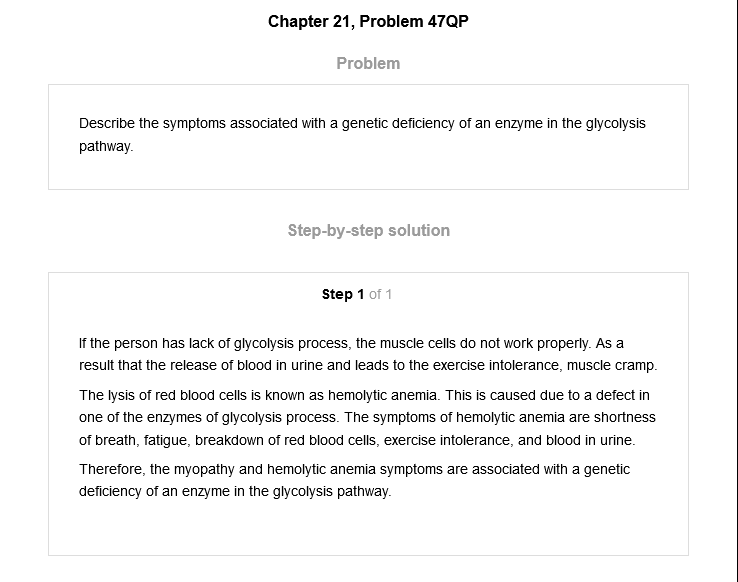 Chapter 21, Problem 47QP
Problem
Describe the symptoms associated with a genetic deficiency of an enzyme in the glycolysis
pathway.
Step-by-step solution
Step 1 of 1
If the person has lack of glycolysis process, the muscle cells do not work properly. As a
result that the release of blood in urine and leads to the exercise intolerance, muscle cramp.
The lysis of red blood cells is known as hemolytic anemia. This is caused due to a defect in
one of the enzymes of glycolysis process. The symptoms of hemolytic anemia are shortness
of breath, fatigue, breakdown of red blood cells, exercise intolerance, and blood in urine.
Therefore, the myopathy and hemolytic anemia symptoms are associated with a genetic
deficiency of an enzyme in the glycolysis pathway.